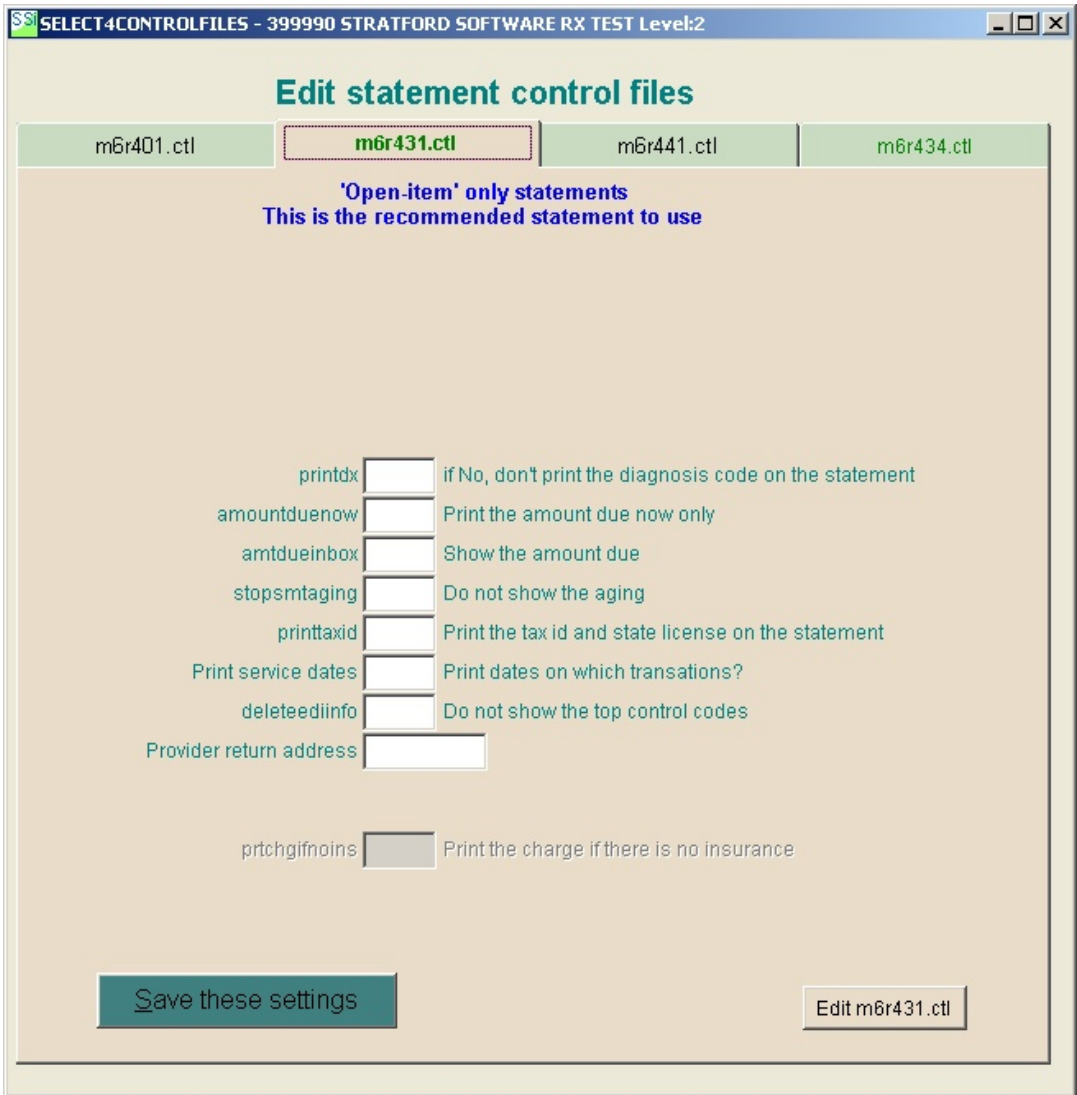 SSI SELECT4CONTROLFILES - 399990 STRATFORD SOFTWARE RX TEST Level:2
Edit statement control files
m6r401.ctl m6r431.ctl m6r441.ctl m6r434.ctl
'Open-item' only statements
This is the recommended statement to use
printdx if No, don't print the diagnosis code on the statement
amountduenow Print the amount due now only
amtdueinbox Show the amount due
stopsmtaging Do not show the aging
printtaxid Print the tax id and state license on the statement
Print service dates Print dates on which transations?
deleteediinfo Do not show the top control codes
Provider return address
prtchgifnoins Print the charge if there is no insurance
Save these settings
Edit m6r431.ctl